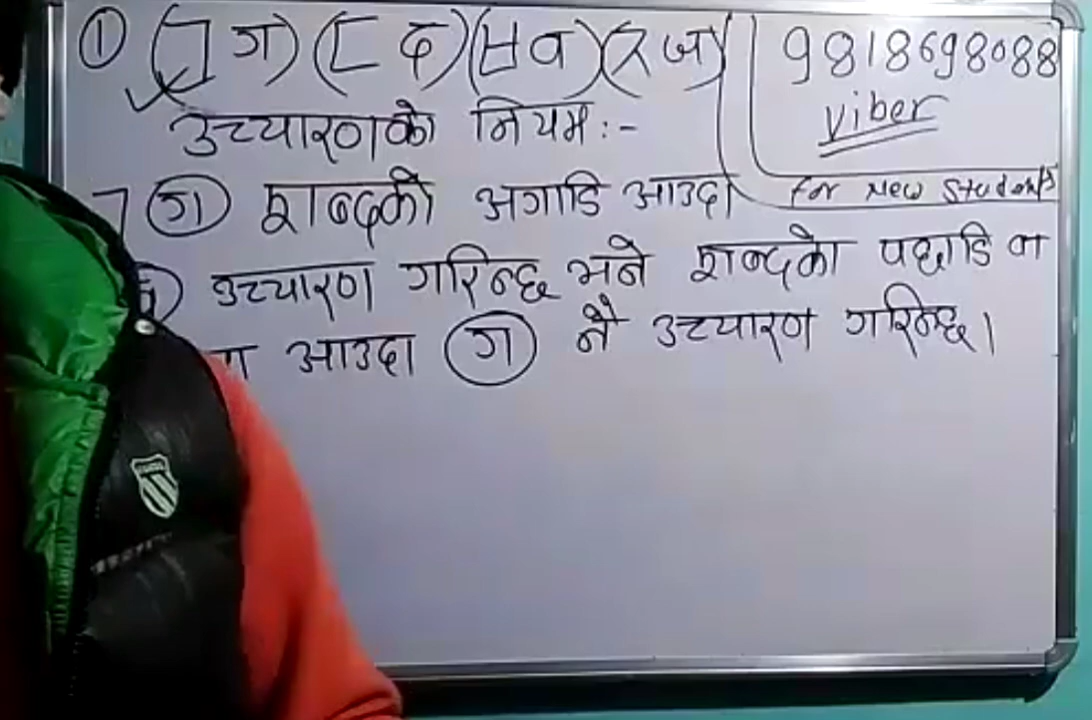 ① (ㄱ ग) (ㄷ द) (ㅂ व) (ㅈ ज)
9818698088
viber
For New Students
उच्चारणको नियम :-
ㄱ ग शब्दको अगाडि आउदा
उच्चारण गरिन्छ भने शब्दको पछाडि वा
आउदा ग नै उच्चारण गरिन्छ।